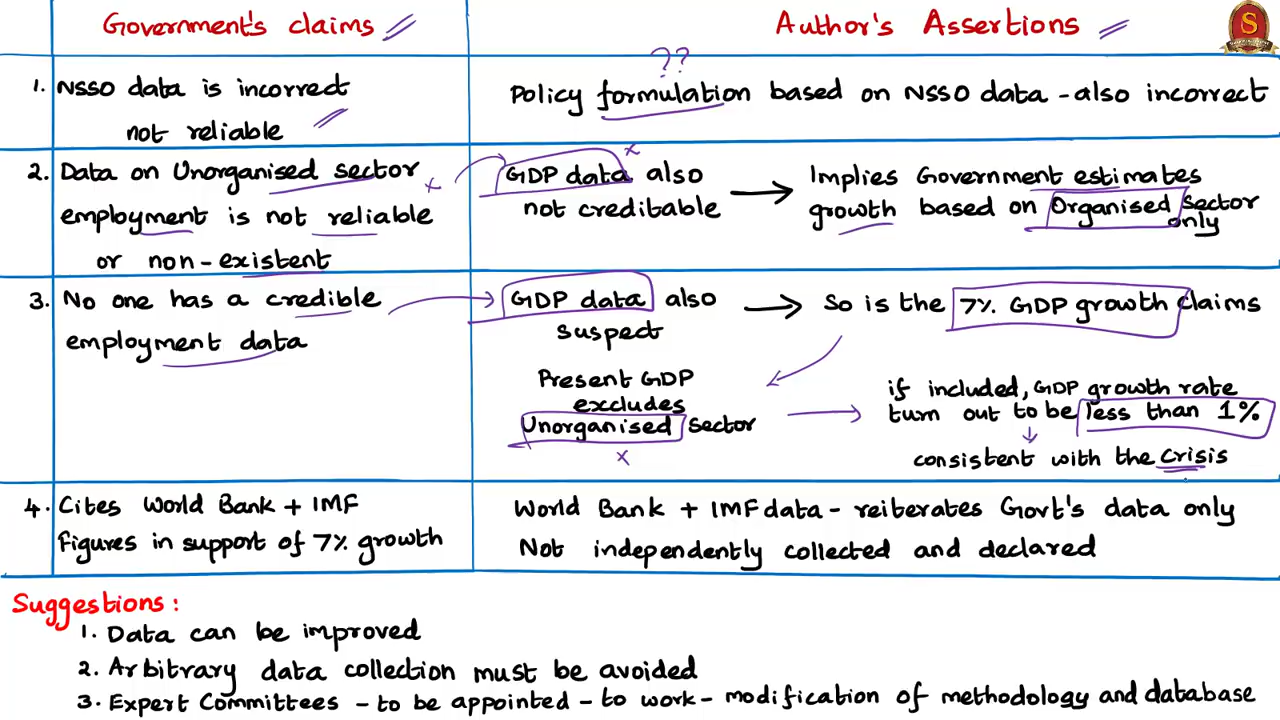 Government's claims
Author's Assertions
S
1. NSSO data is incorrect
not reliable
??
Policy formulation based on NSSO data - also incorrect
2. Data on Unorganised sector
employment is not reliable
or non-existent
GDP data also
not creditable
Implies Government estimates
growth based on Organised Sector
only
3. No one has a credible
employment data
GDP data also
suspect
So is the 7% GDP growth claims
Present GDP
excludes
Unorganised Sector
if included, GDP growth rate
turn out to be less than 1%
consistent with the crisis
4. Cites World Bank + IMF
figures in support of 7% growth
World Bank + IMF data - reiterates Govt's data only
Not independently collected and declared
Suggestions:
1. Data can be improved
2. Arbitrary data collection must be avoided
3. Expert Committees - to be appointed - to work - modification of methodology and database